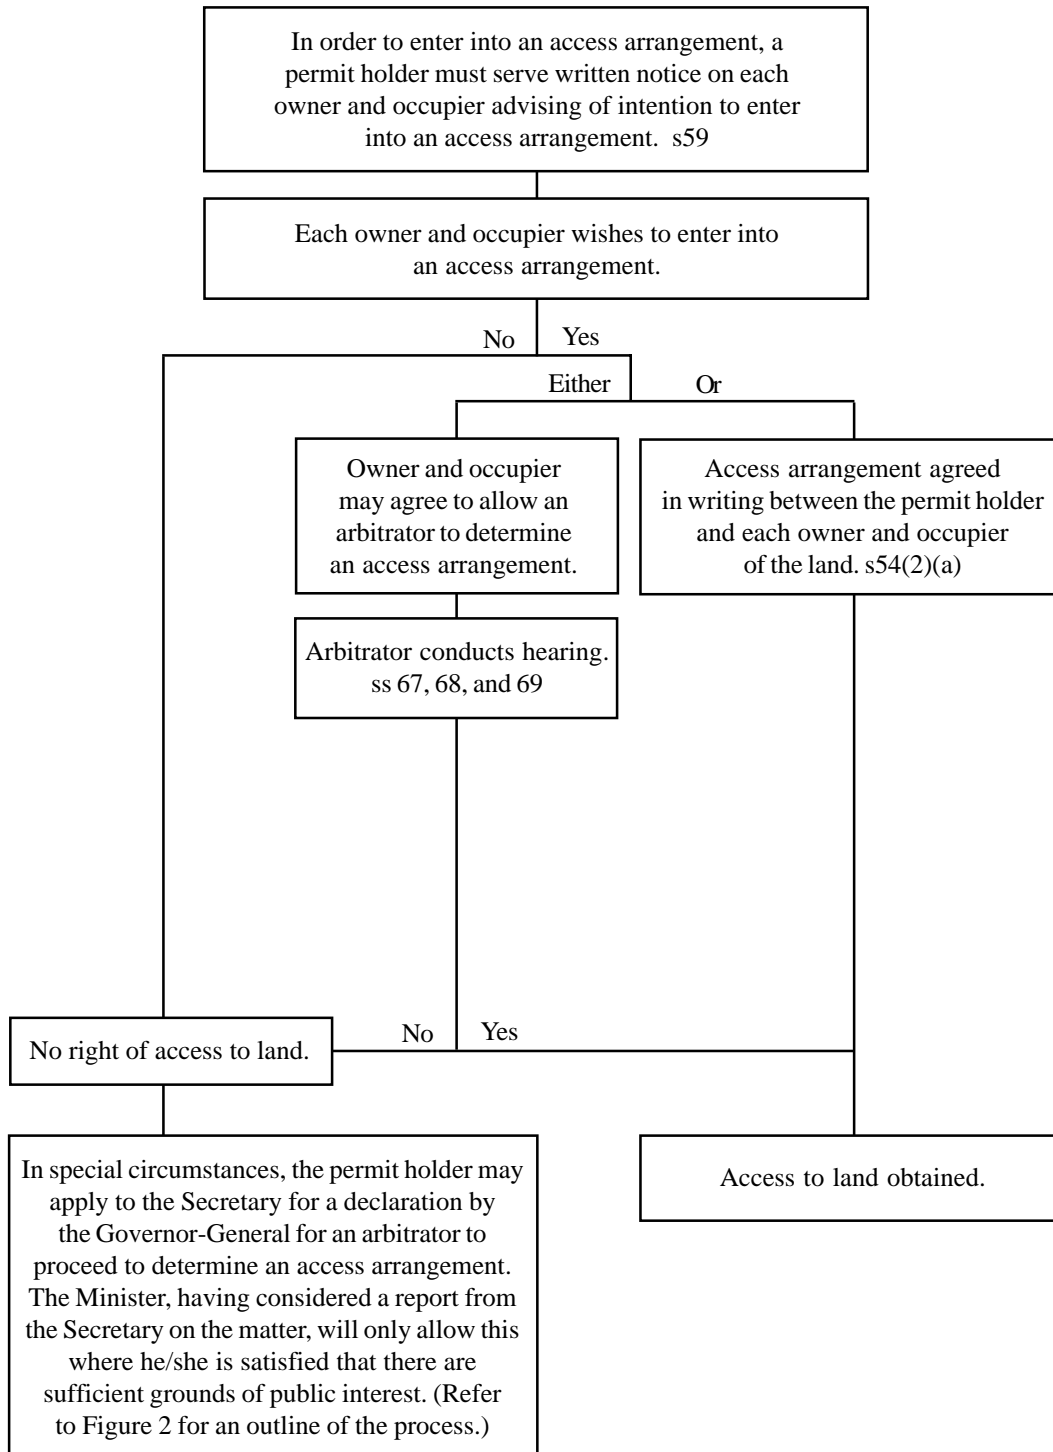 In order to enter into an access arrangement, a
permit holder must serve written notice on each
owner and occupier advising of intention to enter
into an access arrangement.  s59
Each owner and occupier wishes to enter into
an access arrangement.
No
Yes
Either
Or
Owner and occupier
may agree to allow an
arbitrator to determine
an access arrangement.
Access arrangement agreed
in writing between the permit holder
and each owner and occupier
of the land. s54(2)(a)
Arbitrator conducts hearing.
ss 67, 68, and 69
No
Yes
No right of access to land.
In special circumstances, the permit holder may
apply to the Secretary for a declaration by
the Governor-General for an arbitrator to
proceed to determine an access arrangement.
The Minister, having considered a report from
the Secretary on the matter, will only allow this
where he/she is satisfied that there are
sufficient grounds of public interest. (Refer
to Figure 2 for an outline of the process.)
Access to land obtained.